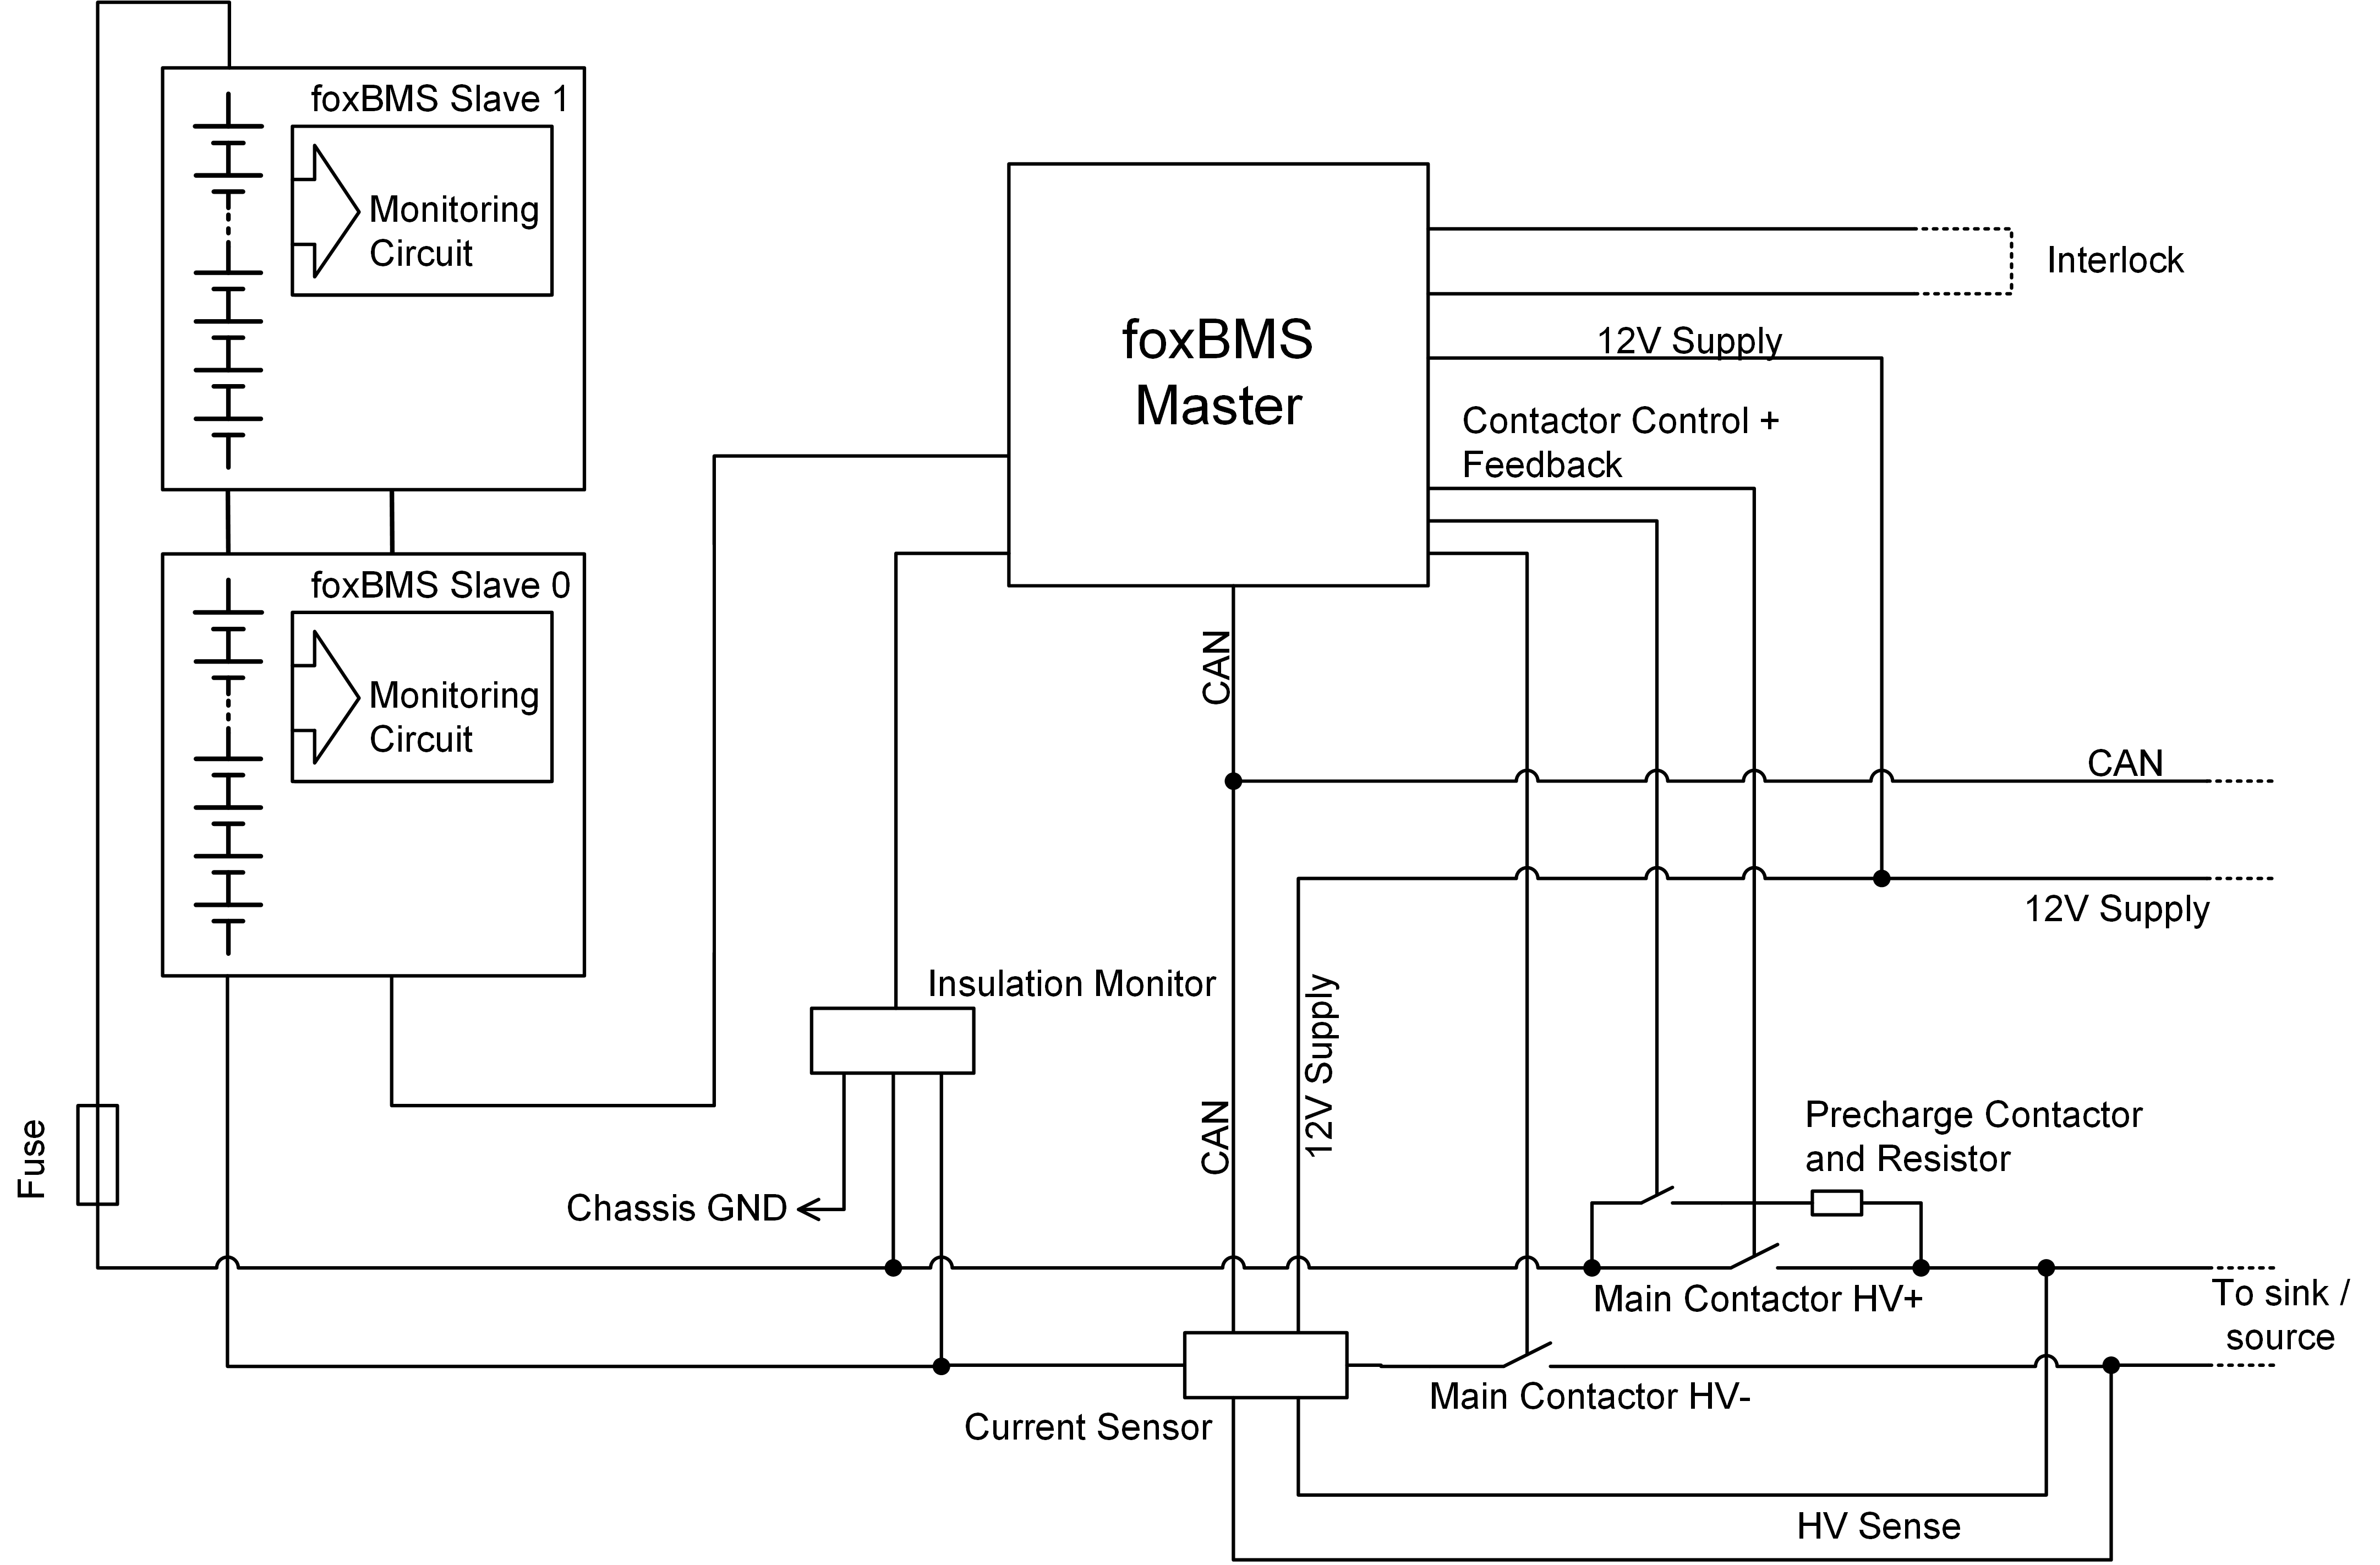 foxBMS Slave 1
Monitoring
Circuit
foxBMS Slave 0
Monitoring
Circuit
foxBMS
Master
Interlock
12V Supply
Contactor Control +
Feedback
CAN
CAN
12V Supply
Insulation Monitor
12V Supply
CAN
Fuse
Chassis GND
Precharge Contactor
and Resistor
Main Contactor HV+
To sink /
source
Main Contactor HV-
Current Sensor
HV Sense